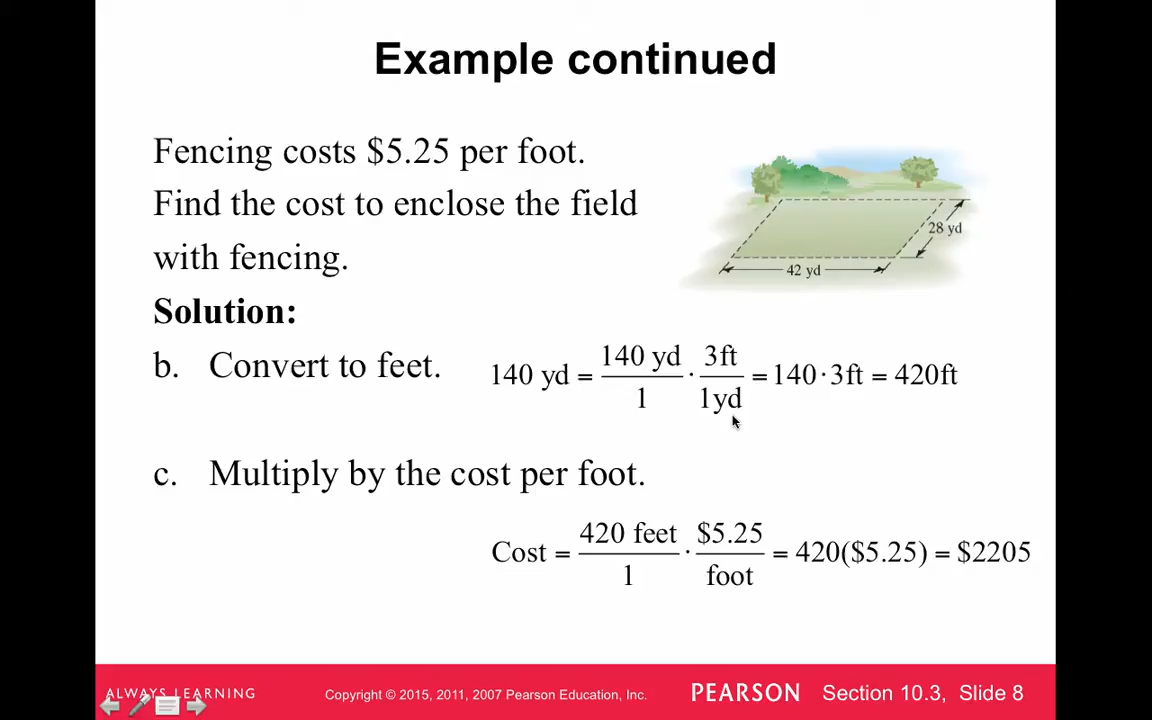 Example continued
Fencing costs $5.25 per foot.
Find the cost to enclose the field
with fencing.
28 yd
42 yd
Solution:
b. Convert to feet.
140 yd = 140 yd / 1 · 3ft / 1yd = 140·3ft = 420ft
c. Multiply by the cost per foot.
Cost = 420 feet / 1 · $5.25 / foot = 420($5.25) = $2205
ALWAYS LEARNING
Copyright © 2015, 2011, 2007 Pearson Education, Inc.
PEARSON
Section 10.3, Slide 8